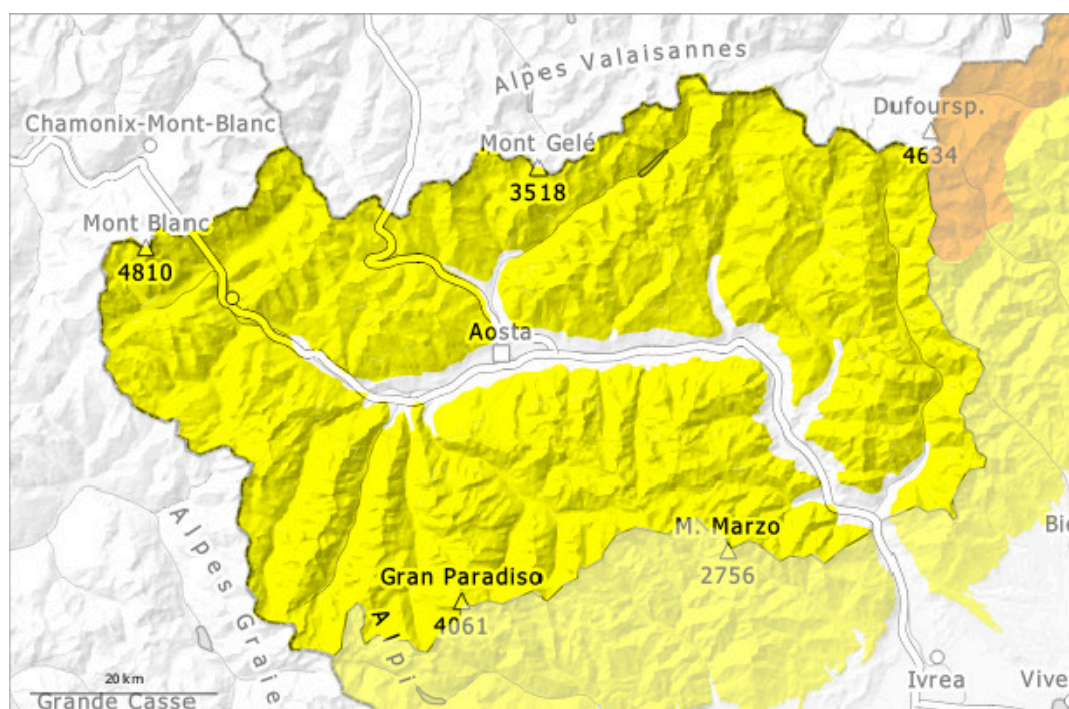 Alpes Valaisannes
Dufoursp.
4634
Chamonix-Mont-Blanc
Mont Gelé
3518
Mont Blanc
4810
Aosta
M. Marzo
2756
Gran Paradiso
4061
Alpes Graie
Alpi
20 km
Grande Casse
Ivrea
Vive
Bie